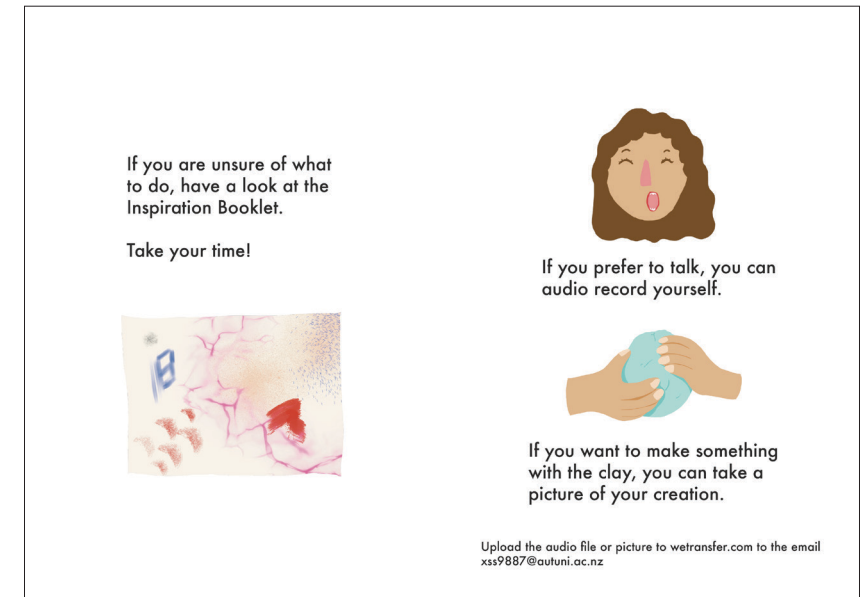 If you are unsure of what
to do, have a look at the
Inspiration Booklet.
Take your time!
If you prefer to talk, you can
audio record yourself.
If you want to make something
with the clay, you can take a
picture of your creation.
Upload the audio file or picture to wetransfer.com to the email
xss9887@autuni.ac.nz